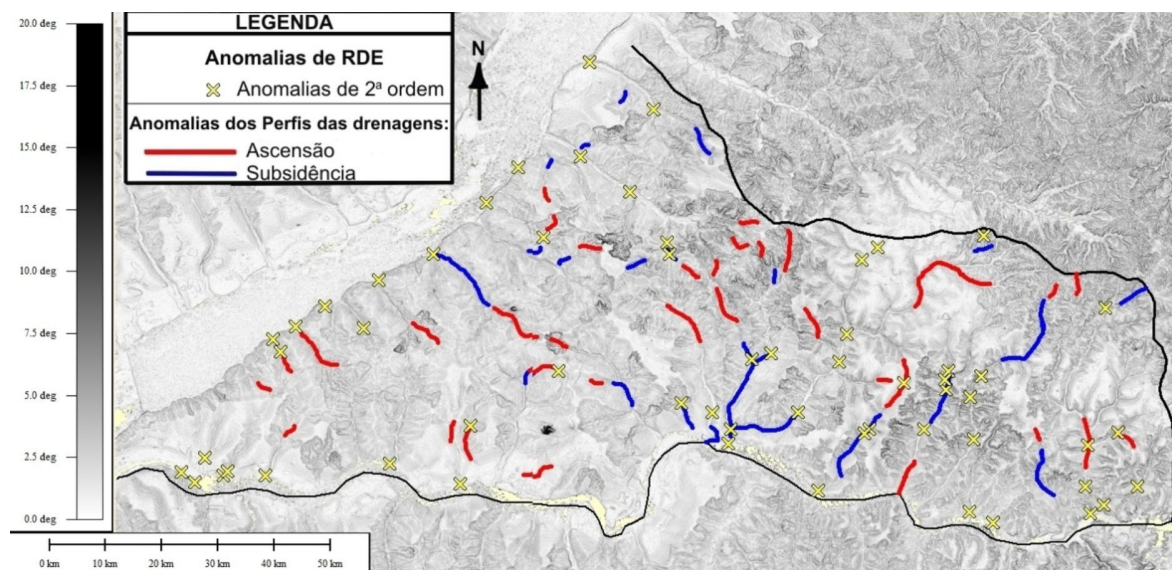 20.0 deg
17.5 deg
15.0 deg
12.5 deg
10.0 deg
7.5 deg
5.0 deg
2.5 deg
0.0 deg
LEGENDA
Anomalias de RDE
Anomalias de 2ª ordem
Anomalias dos Perfis das drenagens:
Ascensão
Subsidência
N
0 km 10 km 20 km 30 km 40 km 50 km